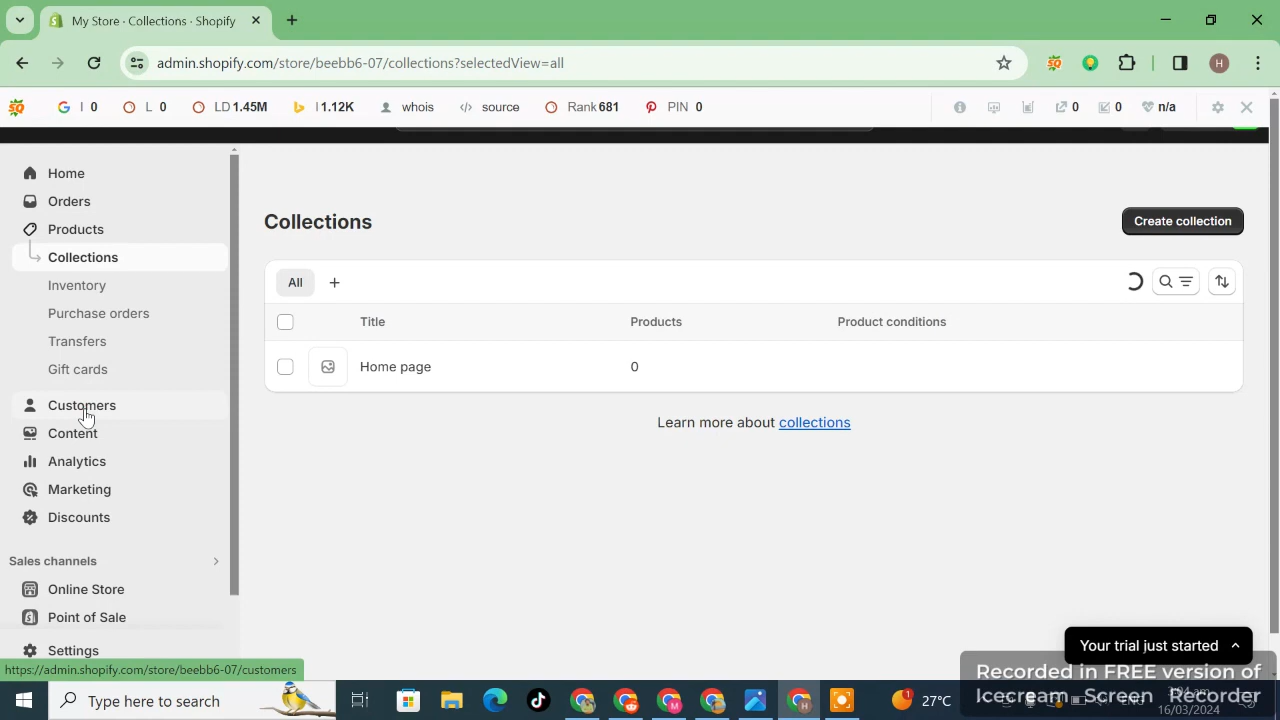 My Store · Collections · Shopify
admin.shopify.com/store/beebb6-07/collections?selectedView=all
H
SQ
I 0
L 0
LD 1.45M
I 1.12K
whois
source
Rank 681
PIN 0
0
0
n/a
Home
Orders
Products
Collections
Inventory
Purchase orders
Transfers
Gift cards
Customers
Content
Analytics
Marketing
Discounts
Sales channels
Online Store
Point of Sale
Settings
Collections
Create collection
All
Title
Products
Product conditions
Home page
0
Learn more about collections
Your trial just started
https://admin.shopify.com/store/beebb6-07/customers
Recorded in FREE version of
Icecream Screen Recorder
Type here to search
1
27°C
ENG
16/03/2024